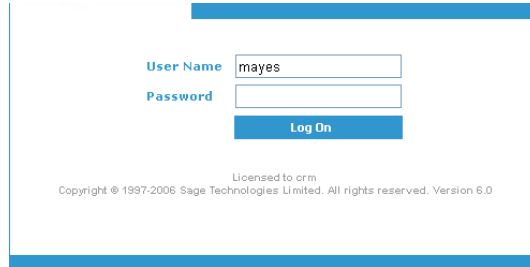 User Name mayes
Password
Log On
Licensed to crm
Copyright © 1997-2006 Sage Technologies Limited. All rights reserved. Version 6.0